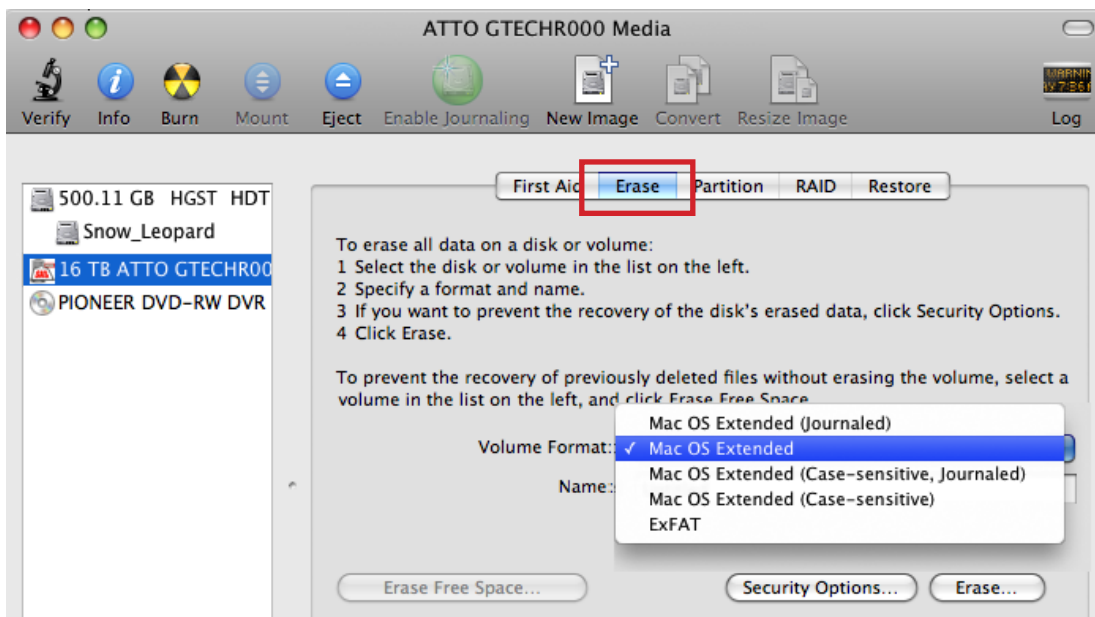 ATTO GTECHR000 Media
Verify Info Burn Mount Eject Enable Journaling New Image Convert Resize Image Log
First Aid Erase Partition RAID Restore
500.11 GB HGST HDT
Snow_Leopard
16 TB ATTO GTECHR00
PIONEER DVD-RW DVR
To erase all data on a disk or volume:
1 Select the disk or volume in the list on the left.
2 Specify a format and name.
3 If you want to prevent the recovery of the disk's erased data, click Security Options.
4 Click Erase.
To prevent the recovery of previously deleted files without erasing the volume, select a
volume in the list on the left, and click Erase Free Space
Volume Format:
Mac OS Extended (Journaled)
✓ Mac OS Extended
Mac OS Extended (Case-sensitive, Journaled)
Mac OS Extended (Case-sensitive)
ExFAT
Name:
Erase Free Space... Security Options... Erase...